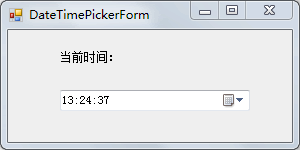 DateTimePickerForm
当前时间：
13:24:37